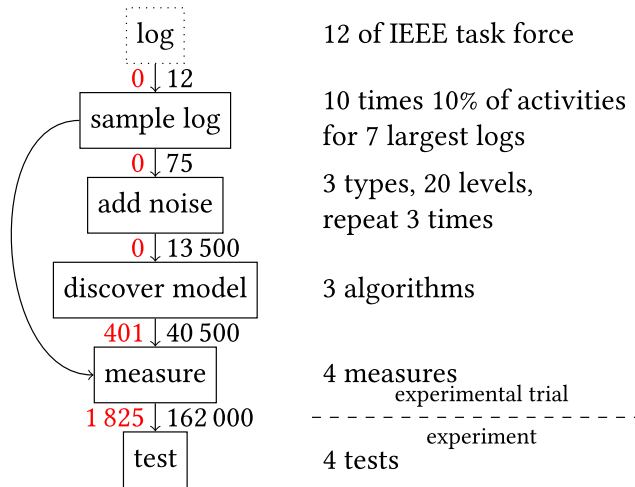 log
12 of IEEE task force
0 12
sample log
10 times 10% of activities
for 7 largest logs
0 75
add noise
3 types, 20 levels,
repeat 3 times
0 13 500
discover model
3 algorithms
401 40 500
measure
4 measures
experimental trial
1 825 162 000
experiment
test
4 tests